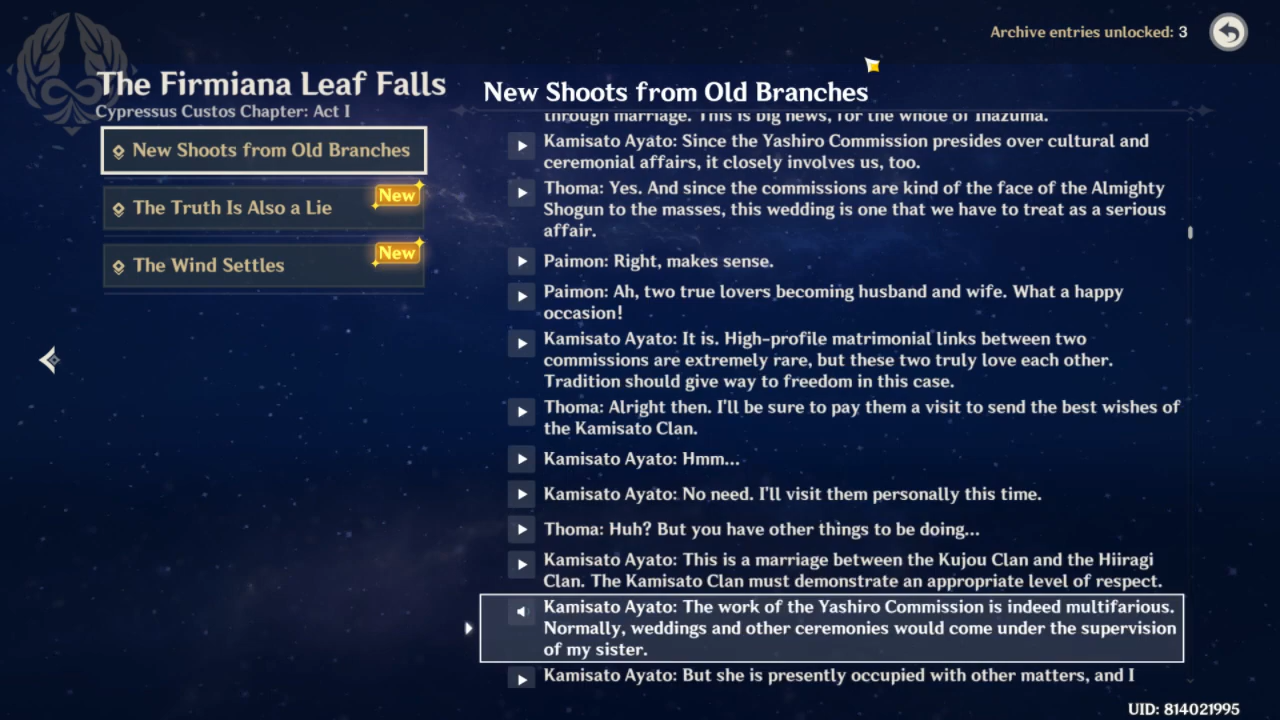 Archive entries unlocked: 3
The Firmiana Leaf Falls
Cypressus Custos Chapter: Act I
New Shoots from Old Branches
New
The Truth Is Also a Lie
New
The Wind Settles
New Shoots from Old Branches
through marriage. This is big news, for the whole of Inazuma.
Kamisato Ayato: Since the Yashiro Commission presides over cultural and
ceremonial affairs, it closely involves us, too.
Thoma: Yes. And since the commissions are kind of the face of the Almighty
Shogun to the masses, this wedding is one that we have to treat as a serious
affair.
Paimon: Right, makes sense.
Paimon: Ah, two true lovers becoming husband and wife. What a happy
occasion!
Kamisato Ayato: It is. High-profile matrimonial links between two
commissions are extremely rare, but these two truly love each other.
Tradition should give way to freedom in this case.
Thoma: Alright then. I'll be sure to pay them a visit to send the best wishes of
the Kamisato Clan.
Kamisato Ayato: Hmm...
Kamisato Ayato: No need. I'll visit them personally this time.
Thoma: Huh? But you have other things to be doing...
Kamisato Ayato: This is a marriage between the Kujou Clan and the Hiiragi
Clan. The Kamisato Clan must demonstrate an appropriate level of respect.
Kamisato Ayato: The work of the Yashiro Commission is indeed multifarious.
Normally, weddings and other ceremonies would come under the supervision
of my sister.
Kamisato Ayato: But she is presently occupied with other matters, and I
UID: 814021995